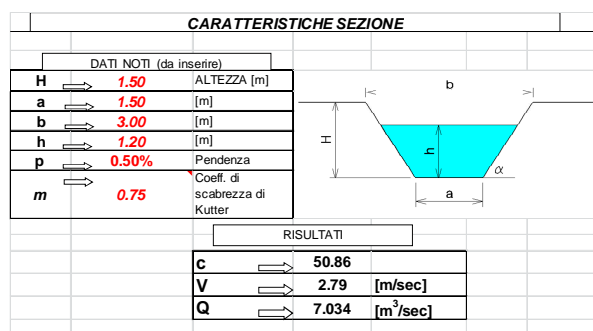 CARATTERISTICHE SEZIONE
DATI NOTI (da inserire)
H 1.50 ALTEZZA [m]
a 1.50 [m]
b 3.00 [m]
h 1.20 [m]
p 0.50% Pendenza
m 0.75 Coeff. di
scabrezza di
Kutter
b
H
h
α
a
RISULTATI
c 50.86
V 2.79 [m/sec]
Q 7.034 [m³/sec]